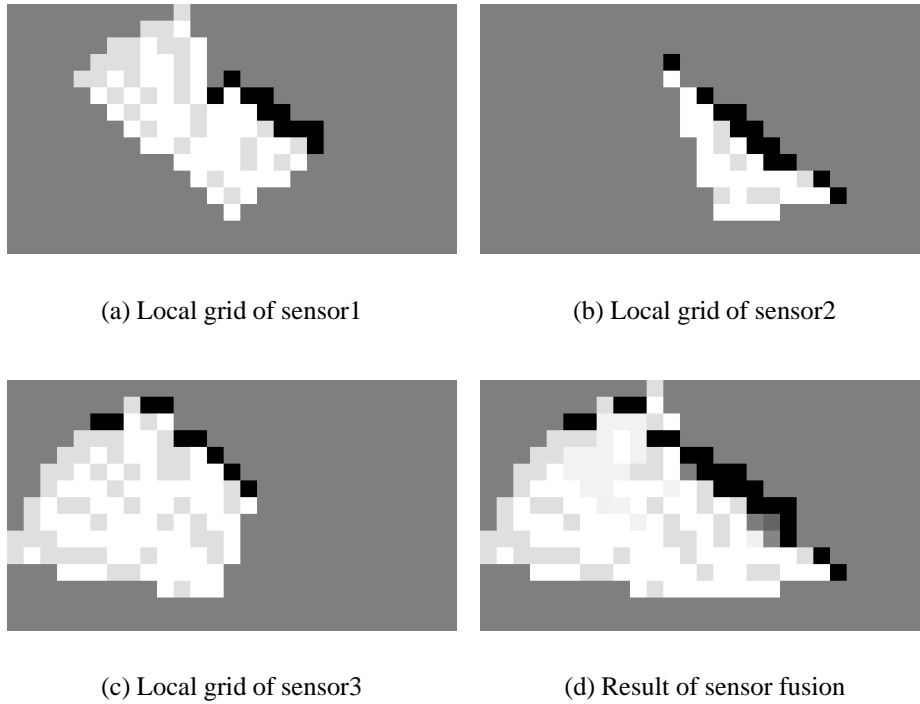 (a) Local grid of sensor1
(b) Local grid of sensor2
(c) Local grid of sensor3
(d) Result of sensor fusion